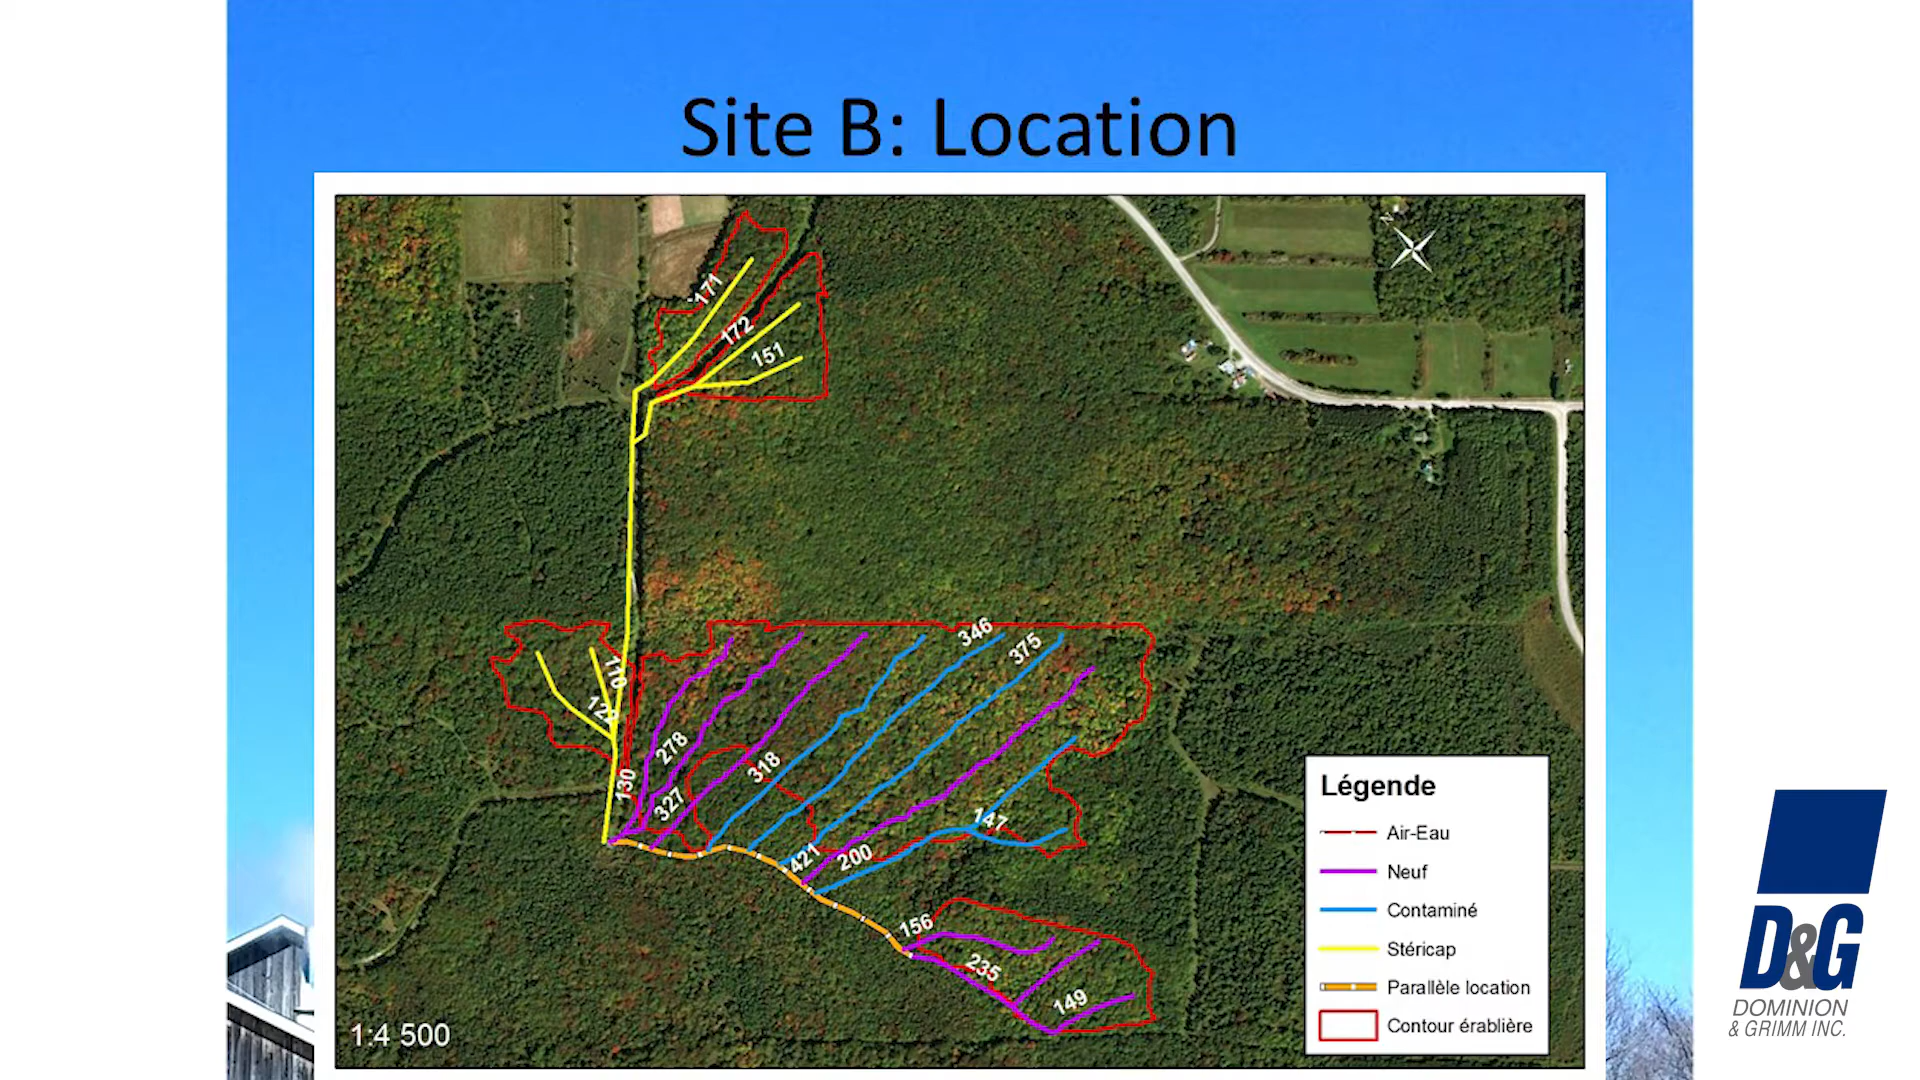 Site B: Location
N
171
172
151
346
375
110
130
278
327
318
147
421
200
156
235
149
1:4 500
Légende
Air-Eau
Neuf
Contaminé
Stéricap
Parallèle location
Contour érablière
D&G
DOMINION
& GRIMM INC.